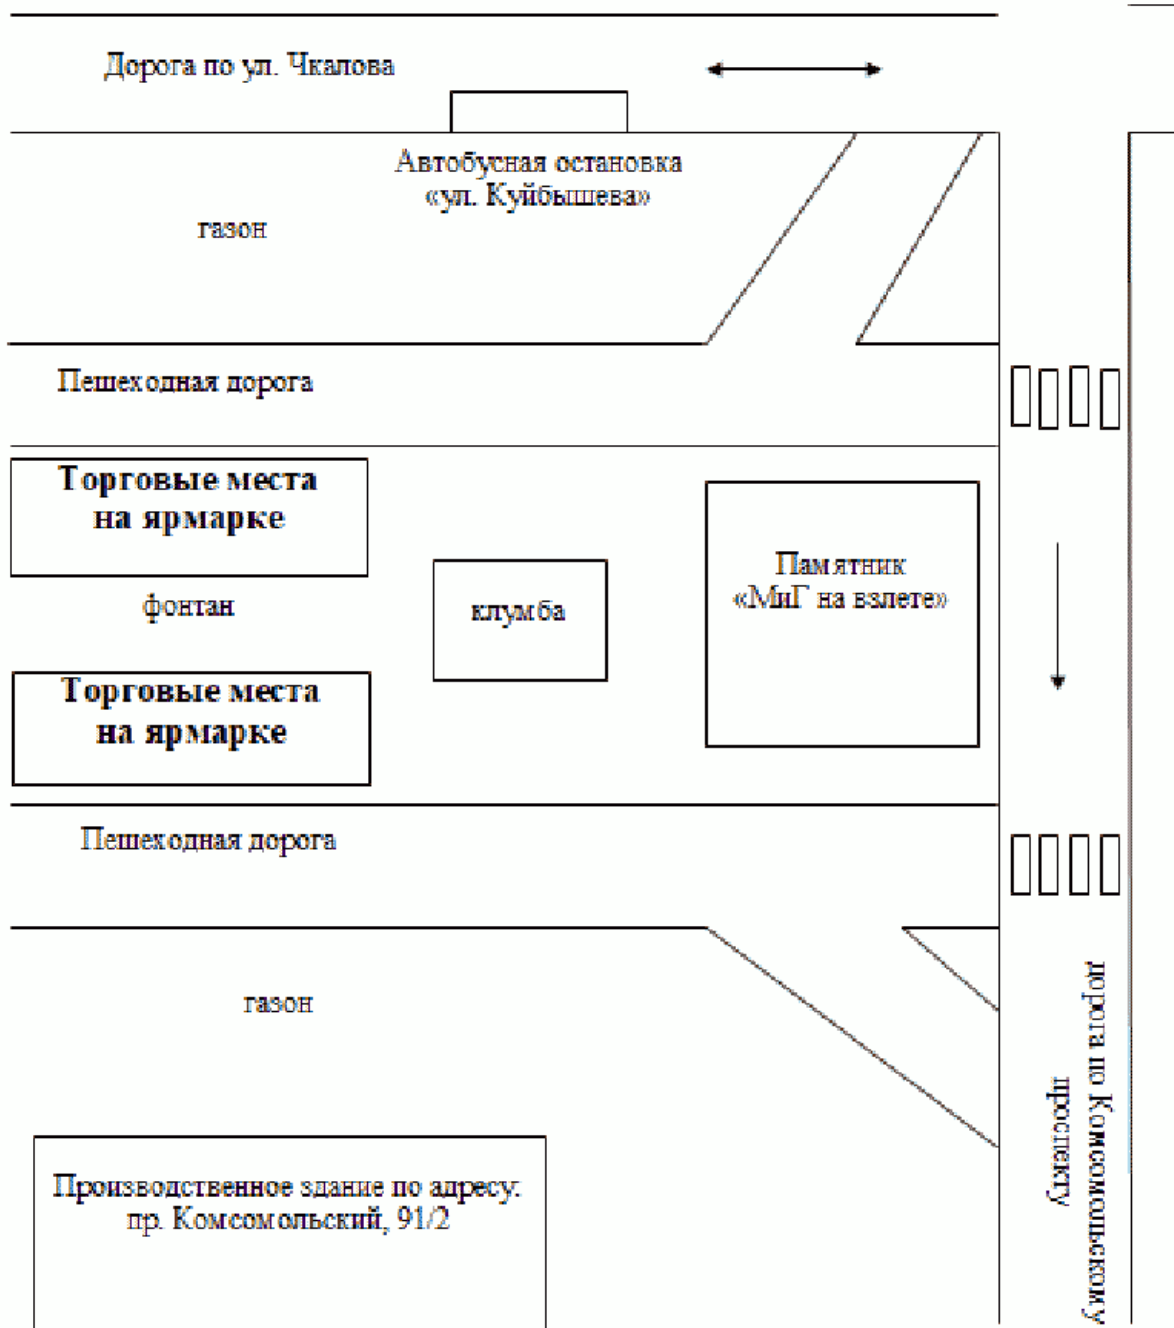 Дорога по ул. Чкалова
Автобусная остановка
«ул. Куйбышева»
газон
Пешеходная дорога
Торговые места
на ярмарке
Памятник
«МиГ на взлете»
фонтан
клумба
Торговые места
на ярмарке
Пешеходная дорога
газон
дорога по Комсомольскому
проспекту
Производственное здание по адресу:
пр. Комсомольский, 91/2